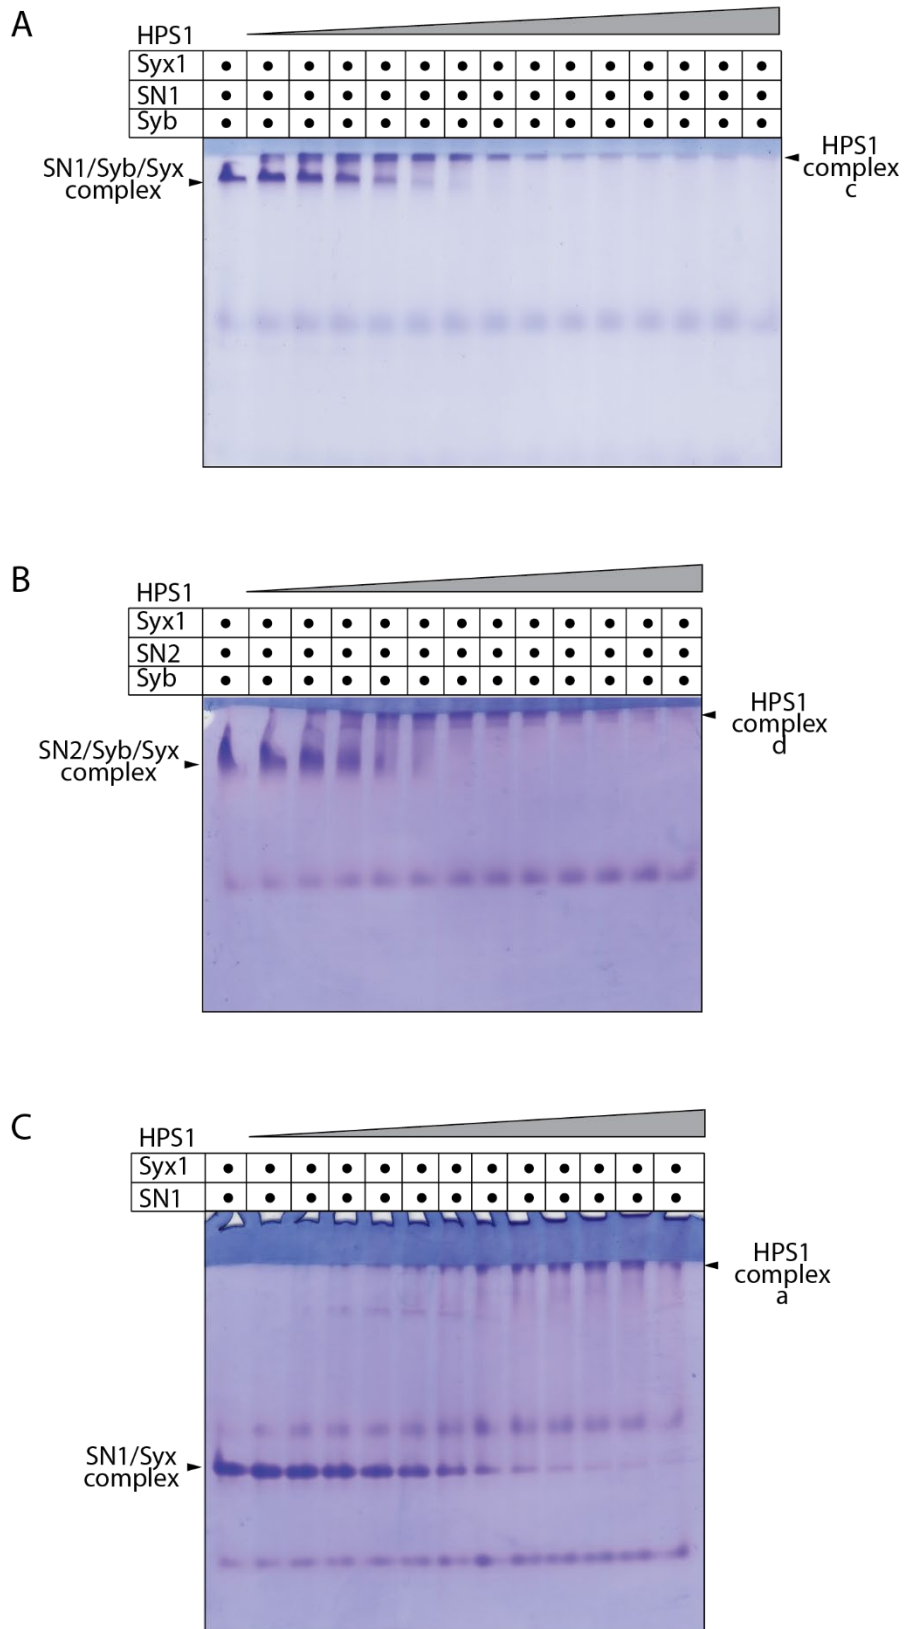 A
HPS1
Syx1
SN1
Syb
SN1/Syb/Syx
complex
HPS1
complex
c
B
HPS1
Syx1
SN2
Syb
SN2/Syb/Syx
complex
HPS1
complex
d
C
HPS1
Syx1
SN1
HPS1
complex
a
SN1/Syx
complex